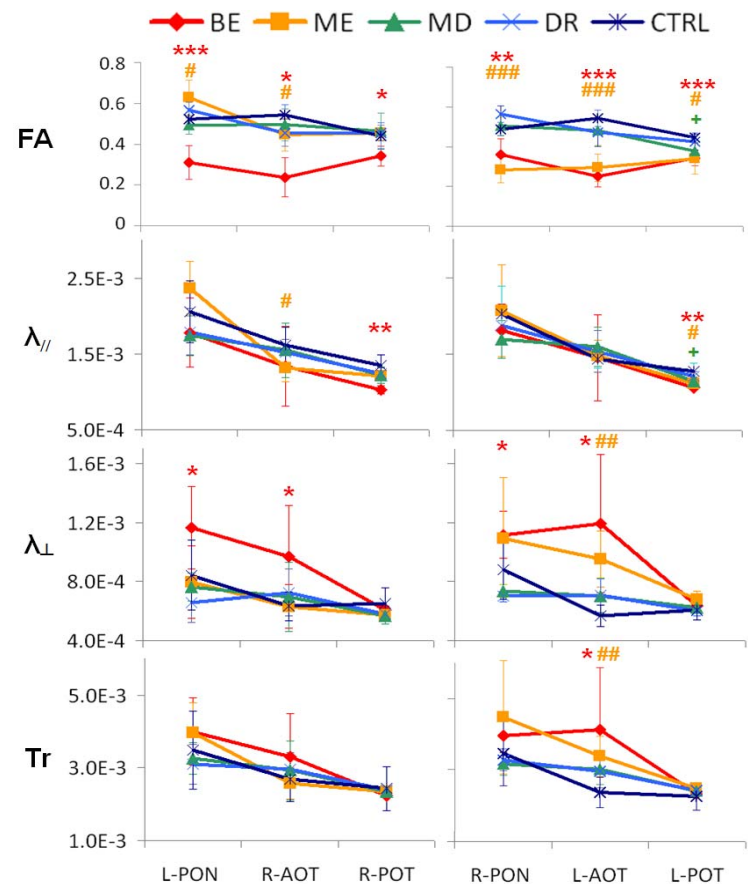 BE ME MD DR CTRL
*** * * ** *** ***
# # ### ### #
+
FA
0.8
0.6
0.4
0.2
0
λ//
2.5E-3
1.5E-3
5.0E-4
# ** **
#
+
λ⊥
1.6E-3
1.2E-3
8.0E-4
4.0E-4
* * * * ##
Tr
5.0E-3
3.0E-3
1.0E-3
* ##
L-PON R-AOT R-POT R-PON L-AOT L-POT